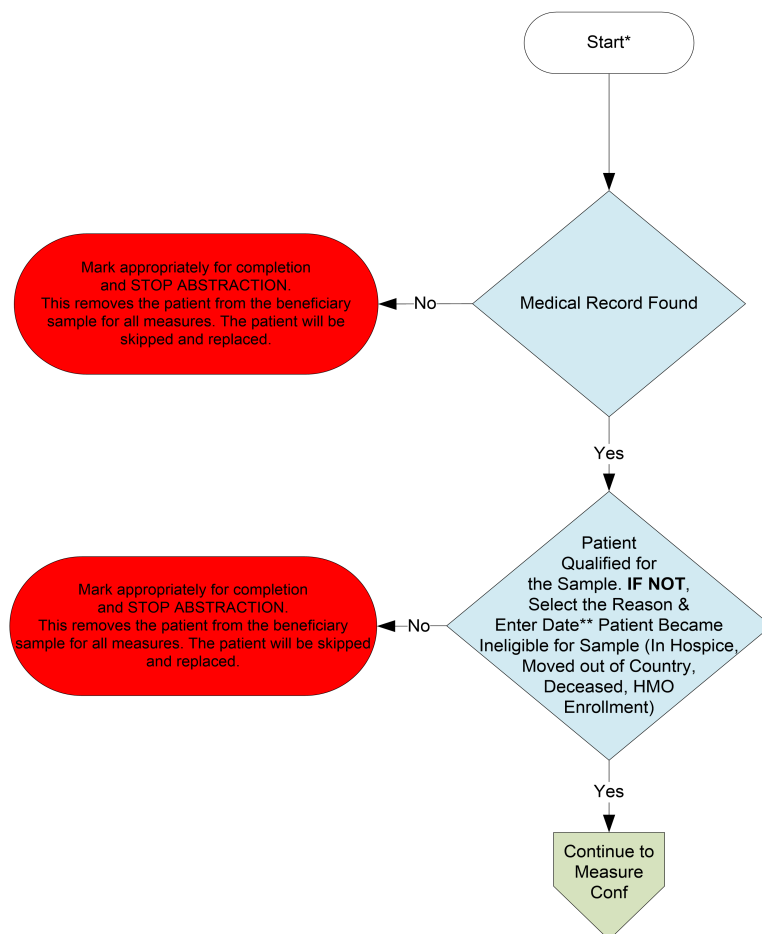 Start*
Medical Record Found
No
Mark appropriately for completion
and STOP ABSTRACTION.
This removes the patient from the beneficiary
sample for all measures. The patient will be
skipped and replaced.
Yes
Patient
Qualified for
the Sample. IF NOT,
Select the Reason &
Enter Date** Patient Became
Ineligible for Sample (In Hospice,
Moved out of Country,
Deceased, HMO
Enrollment)
No
Mark appropriately for completion
and STOP ABSTRACTION.
This removes the patient from the beneficiary
sample for all measures. The patient will be skipped
and replaced.
Yes
Continue to
Measure
Conf